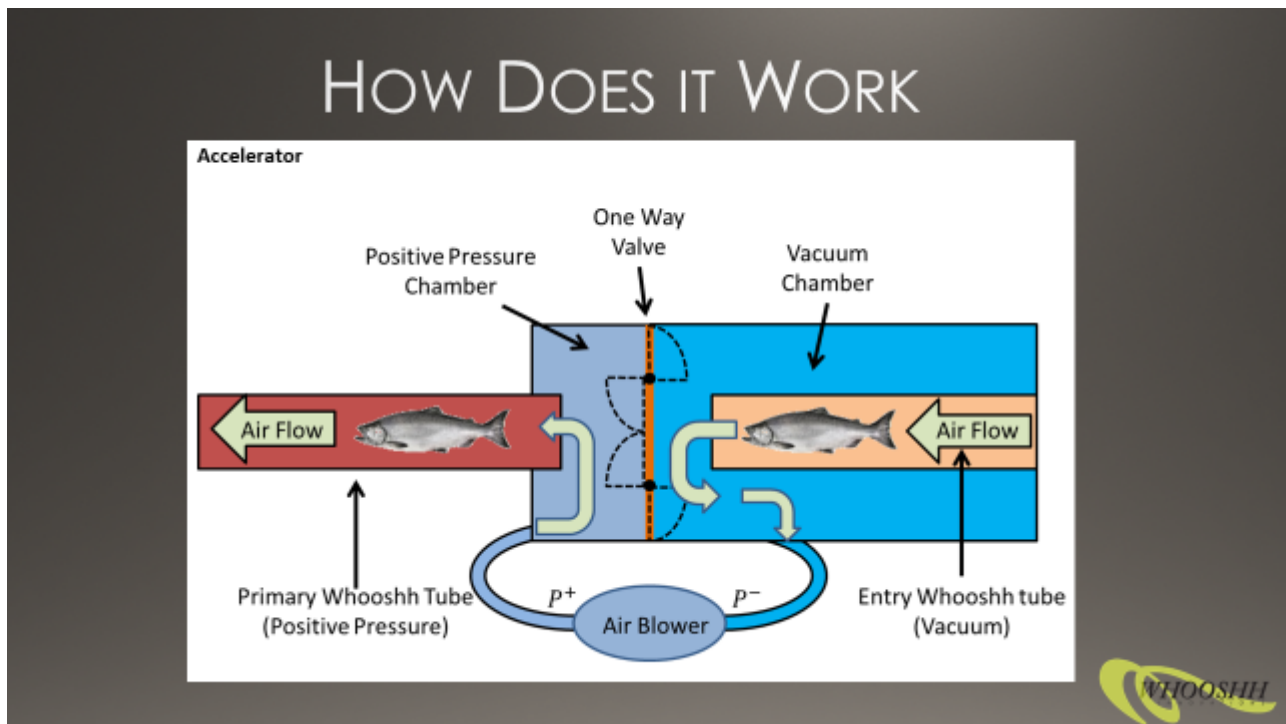 HOW DOES IT WORK
Accelerator
One Way
Valve
Positive Pressure
Chamber
Vacuum
Chamber
Air Flow
Air Flow
Primary Whooshh Tube
(Positive Pressure)
P⁺
Air Blower
P⁻
Entry Whooshh tube
(Vacuum)
WHOOSHH